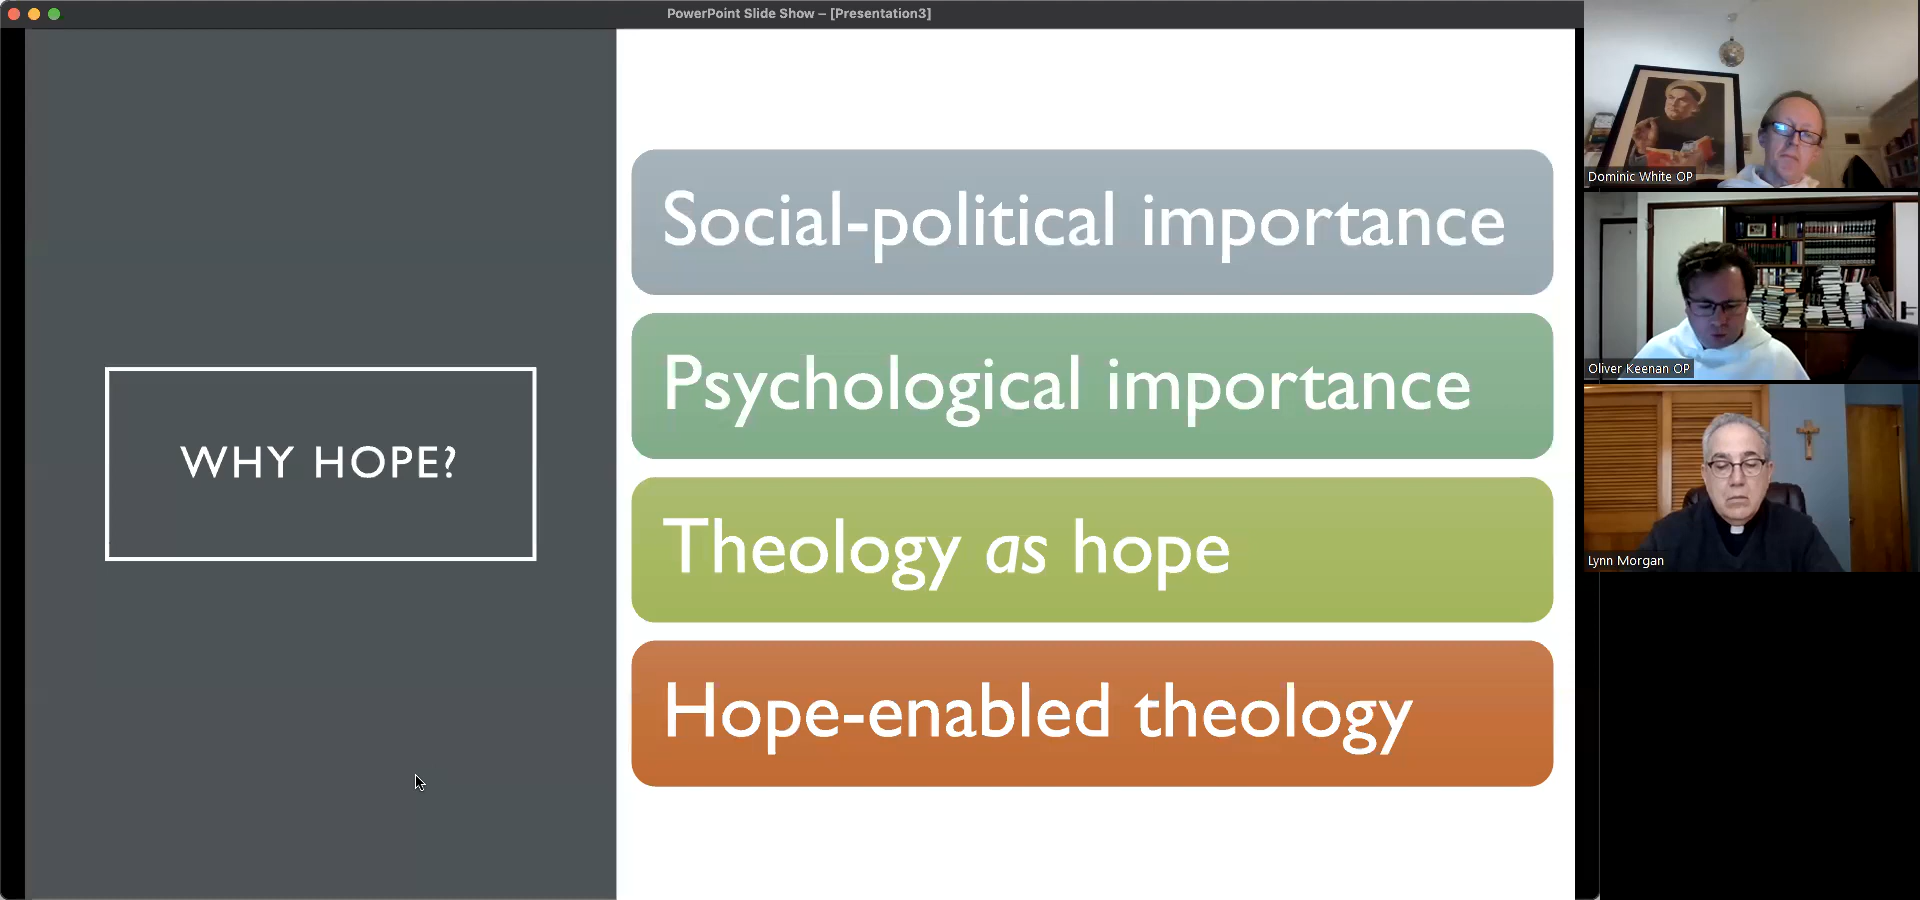 PowerPoint Slide Show – [Presentation3]
WHY HOPE?
Social-political importance
Psychological importance
Theology as hope
Hope-enabled theology
Dominic White OP
Oliver Keenan OP
Lynn Morgan